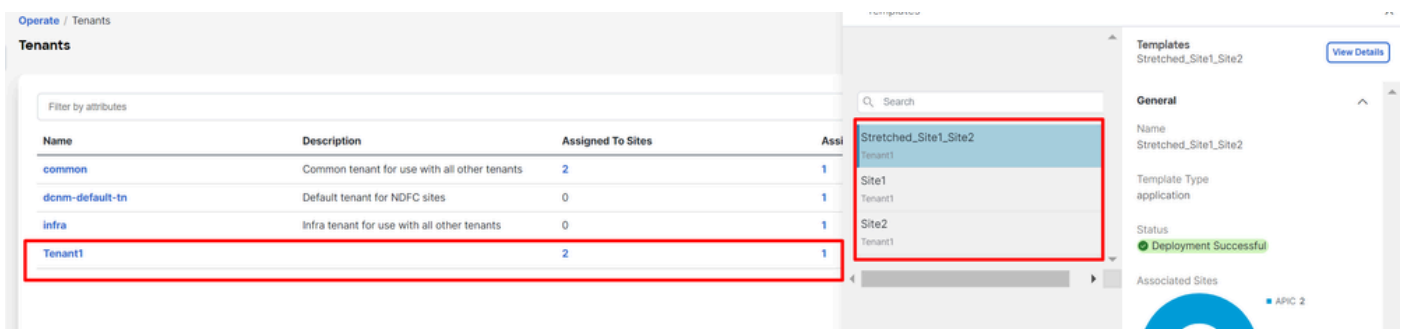 Operate / Tenants
Tenants
Filter by attributes
Name Description Assigned To Sites Assi
common Common tenant for use with all other tenants 2 1
dcnm-default-tn Default tenant for NDFC sites 0 1
infra Infra tenant for use with all other tenants 0 1
Tenant1 2 1
Templates
Search
Stretched_Site1_Site2
Tenant1
Site1
Tenant1
Site2
Tenant1
Templates
Stretched_Site1_Site2
View Details
General
Name
Stretched_Site1_Site2
Template Type
application
Status
Deployment Successful
Associated Sites
APIC 2